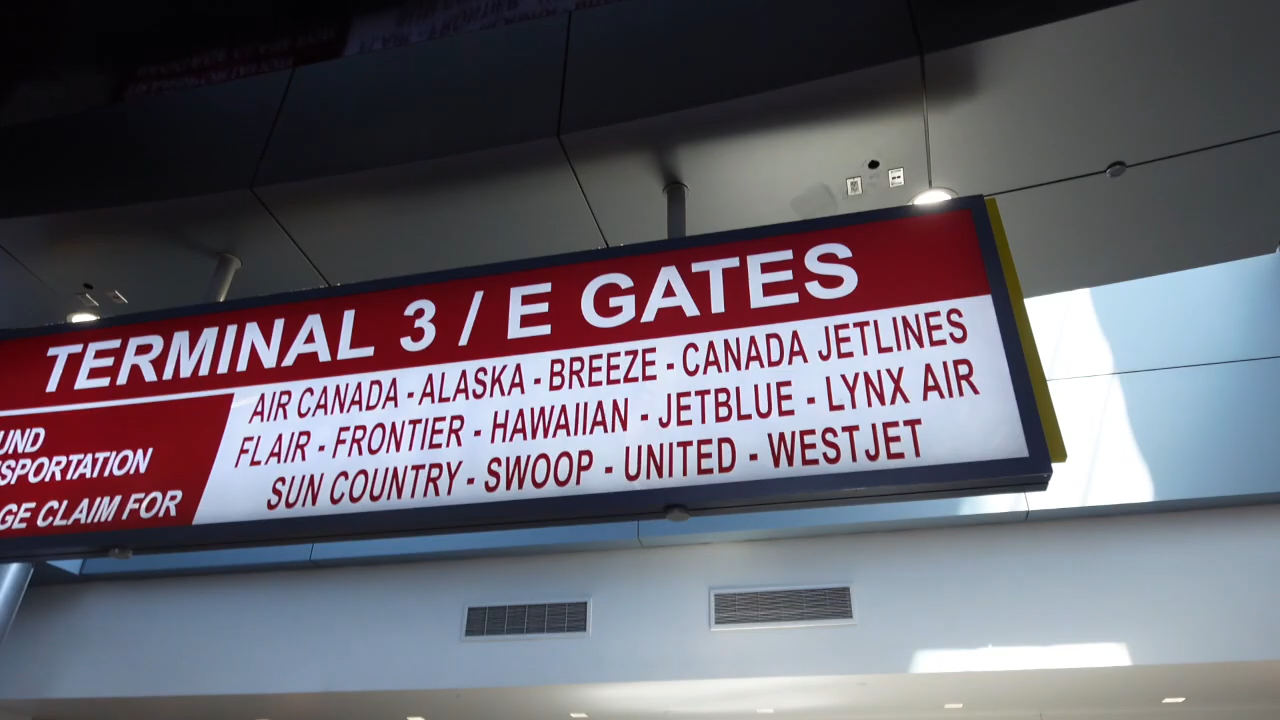 TERMINAL 3 / E GATES
UND
SPORTATION
GE CLAIM FOR
AIR CANADA - ALASKA - BREEZE - CANADA JETLINES
FLAIR - FRONTIER - HAWAIIAN - JETBLUE - LYNX AIR
SUN COUNTRY - SWOOP - UNITED - WESTJET